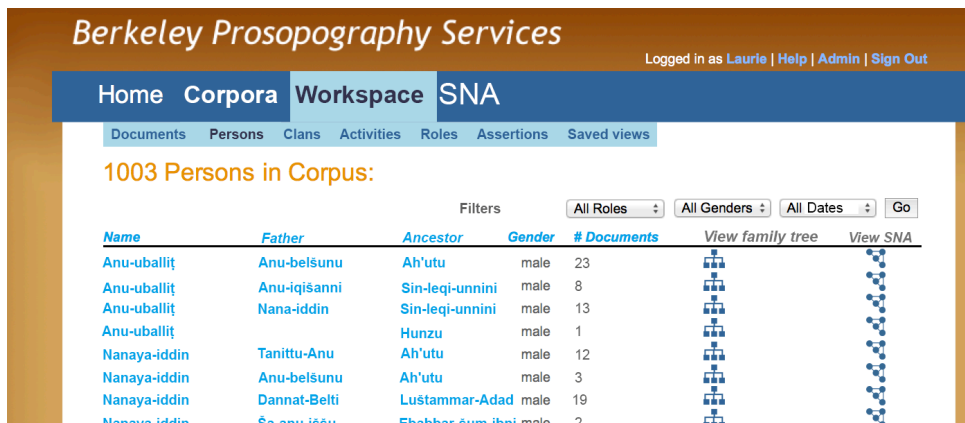 Berkeley Prosopography Services
Logged in as Laurie | Help | Admin | Sign Out
Home Corpora Workspace SNA
Documents Persons Clans Activities Roles Assertions Saved views
1003 Persons in Corpus:
Filters All Roles All Genders All Dates Go
Name Father Ancestor Gender # Documents View family tree View SNA
Anu-uballiṭ Anu-belšunu Ah'utu male 23
Anu-uballiṭ Anu-iqišanni Sin-leqi-unnini male 8
Anu-uballiṭ Nana-iddin Sin-leqi-unnini male 13
Anu-uballiṭ Hunzu male 1
Nanaya-iddin Tanittu-Anu Ah'utu male 12
Nanaya-iddin Anu-belšunu Ah'utu male 3
Nanaya-iddin Dannat-Belti Luštammar-Adad male 19
Nanaya-iddin male 2